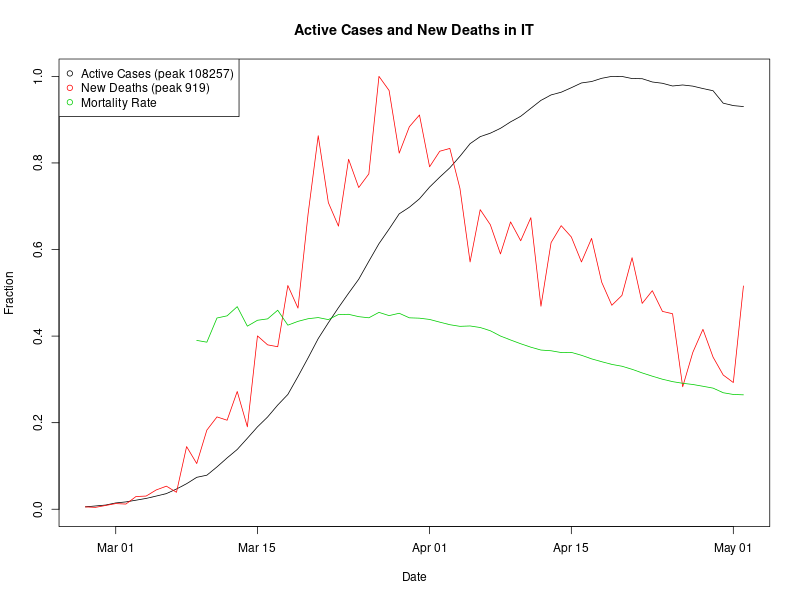 Active Cases and New Deaths in IT
Active Cases (peak 108257)
New Deaths (peak 919)
Mortality Rate
1.0
0.8
0.6
0.4
0.2
0.0
Fraction
Mar 01
Mar 15
Apr 01
Apr 15
May 01
Date